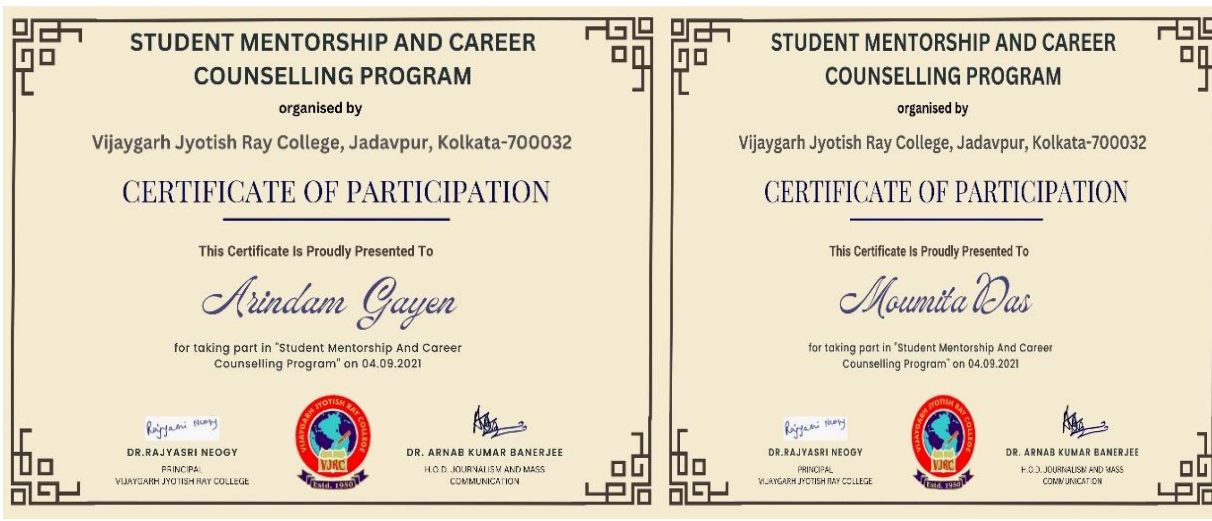 STUDENT MENTORSHIP AND CAREER
COUNSELLING PROGRAM
organised by
Vijaygarh Jyotish Ray College, Jadavpur, Kolkata-700032
CERTIFICATE OF PARTICIPATION
This Certificate Is Proudly Presented To
Arindam Gayen
for taking part in "Student Mentorship And Career
Counselling Program" on 04.09.2021
Rajyasri Neogy
VIJAYGARH JYOTISH RAY COLLEGE
VJRC
Estd. 1950
DR.RAJYASRI NEOGY
PRINCIPAL
VIJAYGARH JYOTISH RAY COLLEGE
DR. ARNAB KUMAR BANERJEE
H.O.D. JOURNALISM AND MASS
COMMUNICATION
STUDENT MENTORSHIP AND CAREER
COUNSELLING PROGRAM
organised by
Vijaygarh Jyotish Ray College, Jadavpur, Kolkata-700032
CERTIFICATE OF PARTICIPATION
This Certificate Is Proudly Presented To
Moumita Das
for taking part in "Student Mentorship And Career
Counselling Program" on 04.09.2021
Rajyasri Neogy
VIJAYGARH JYOTISH RAY COLLEGE
VJRC
Estd. 1950
DR.RAJYASRI NEOGY
PRINCIPAL
VIJAYGARH JYOTISH RAY COLLEGE
DR. ARNAB KUMAR BANERJEE
H.O.D. JOURNALISM AND MASS
COMMUNICATION